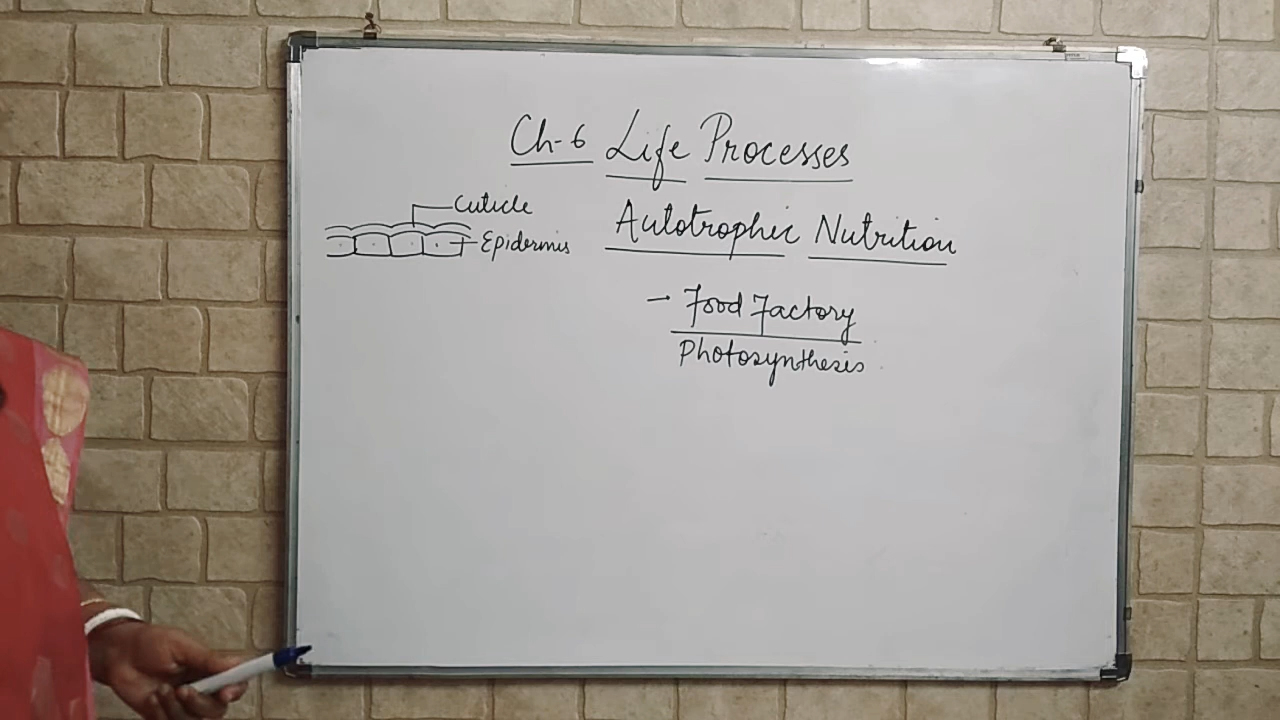 Ch-6 Life Processes
Cuticle
Epidermis
Autotrophic Nutrition
→ Food Factory
Photosynthesis